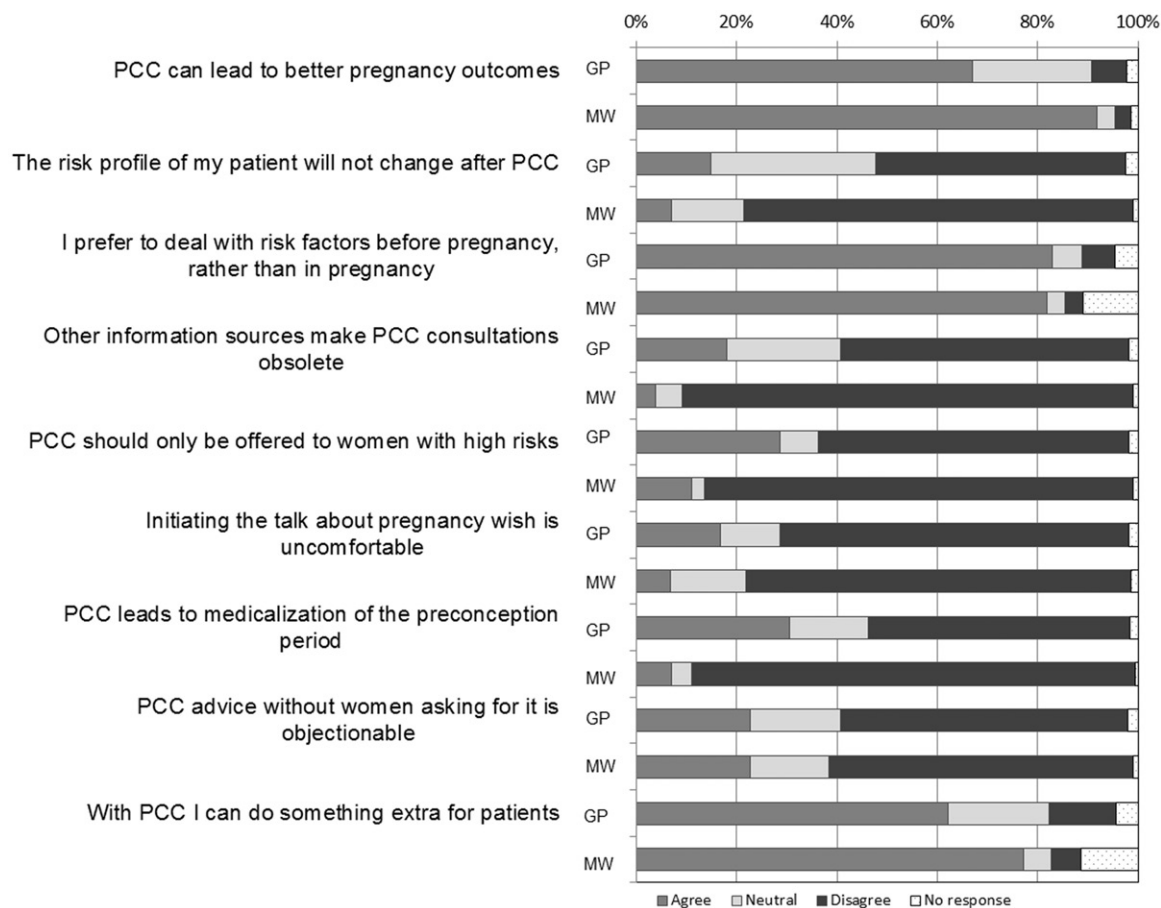 0% 20% 40% 60% 80% 100%
PCC can lead to better pregnancy outcomes GP
MW
The risk profile of my patient will not change after PCC GP
MW
I prefer to deal with risk factors before pregnancy,
rather than in pregnancy
GP
MW
Other information sources make PCC consultations
obsolete
GP
MW
PCC should only be offered to women with high risks GP
MW
Initiating the talk about pregnancy wish is
uncomfortable
GP
MW
PCC leads to medicalization of the preconception
period
GP
MW
PCC advice without women asking for it is
objectionable
GP
MW
With PCC I can do something extra for patients GP
MW
Agree Neutral Disagree No response